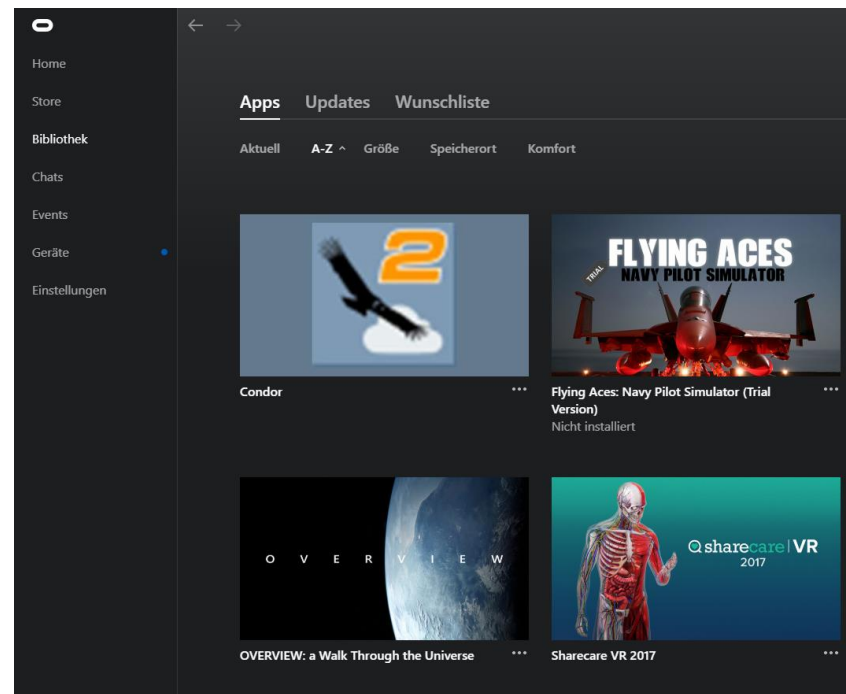 Home
Store
Bibliothek
Chats
Events
Geräte
Einstellungen
Apps Updates Wunschliste
Aktuell A-Z Größe Speicherort Komfort
2
FLYING ACES
NAVY PILOT SIMULATOR
TRIAL
Condor
Flying Aces: Navy Pilot Simulator (Trial
Version)
Nicht installiert
O V E R V I E W
sharecare VR
2017
OVERVIEW: a Walk Through the Universe
Sharecare VR 2017